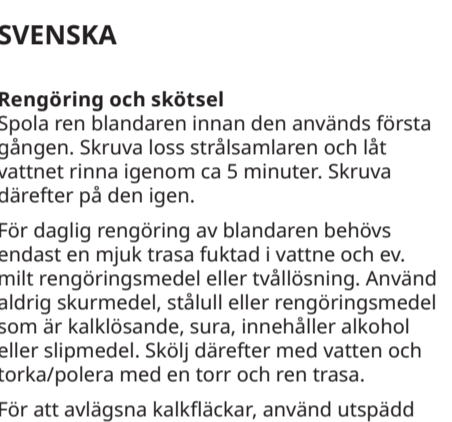 SVENSKA
Rengöring och skötsel
Spola ren blandaren innan den används första
gången. Skruva loss strålsamlaren och låt
vattnet rinna igenom ca 5 minuter. Skruva
därefter på den igen.
För daglig rengöring av blandaren behövs
endast en mjuk trasa fuktad i vattne och ev.
milt rengöringsmedel eller tvållösning. Använd
aldrig skurmedel, stålull eller rengöringsmedel
som är kalklösande, sura, innehåller alkohol
eller slipmedel. Skölj därefter med vatten och
torka/polera med en torr och ren trasa.
För att avlägsna kalkfläckar, använd utspädd